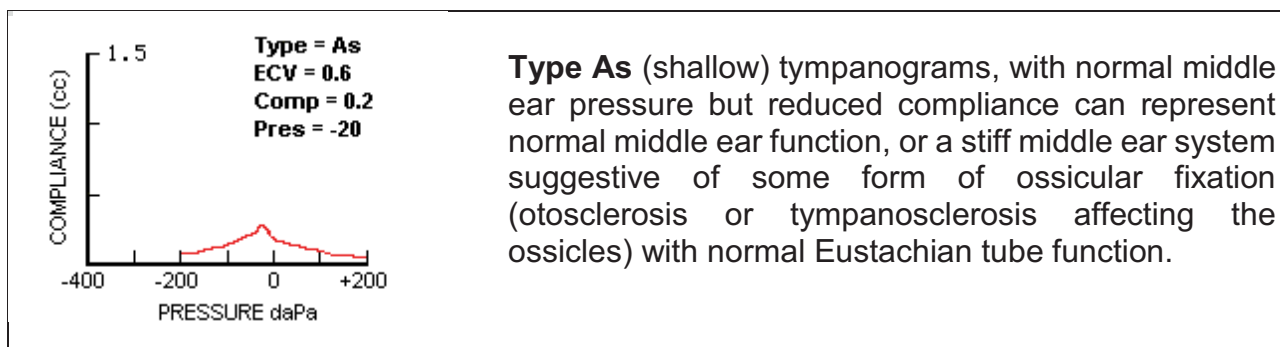 1.5
Type = As
ECV = 0.6
Comp = 0.2
Pres = -20
COMPLIANCE (cc)
-400 -200 0 +200
PRESSURE daPa
Type As (shallow) tympanograms, with normal middle
ear pressure but reduced compliance can represent
normal middle ear function, or a stiff middle ear system
suggestive of some form of ossicular fixation
(otosclerosis or tympanosclerosis affecting the
ossicles) with normal Eustachian tube function.